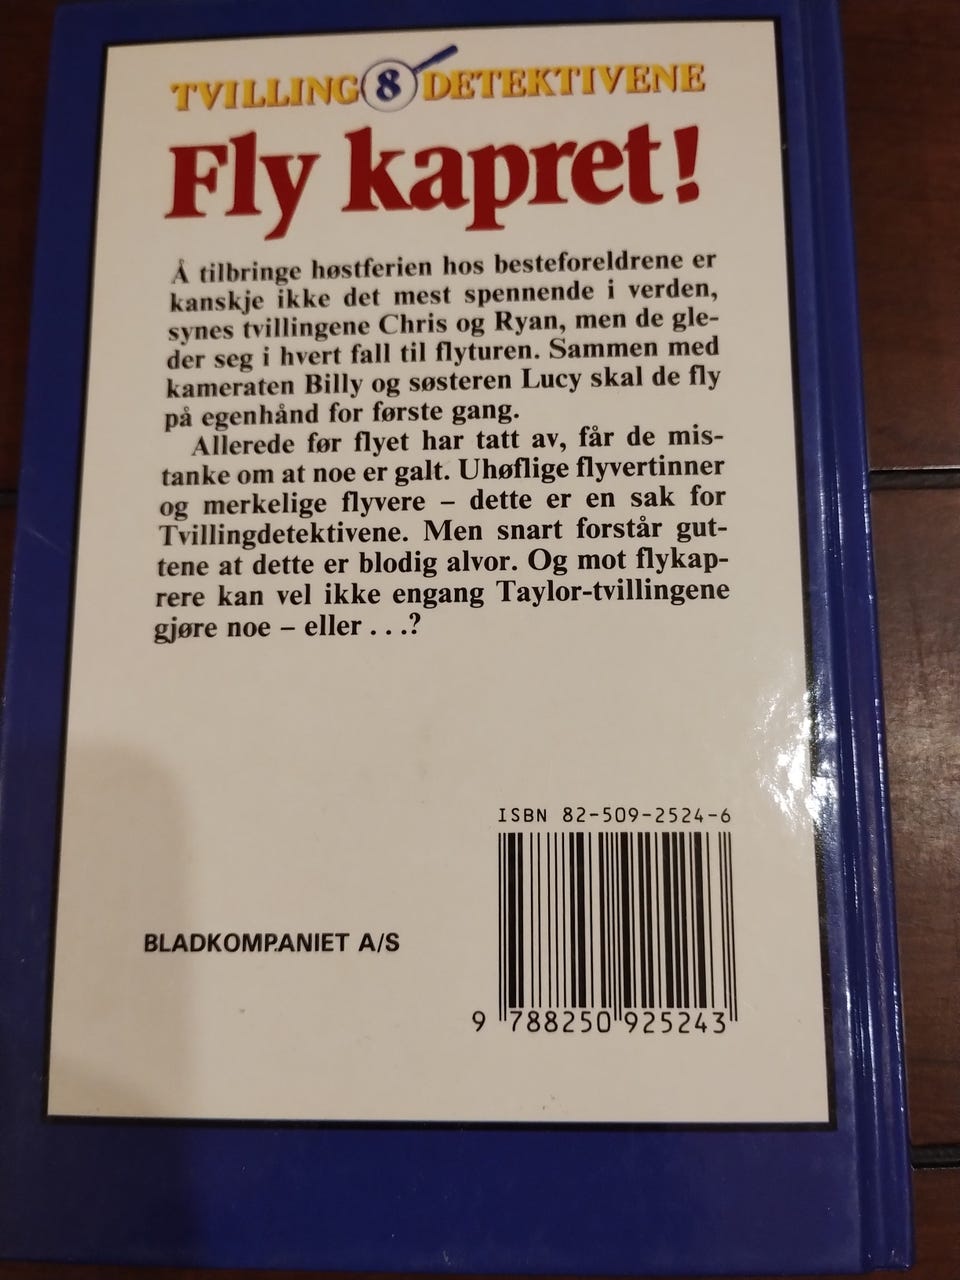 TVILLING 8 DETEKTIVENE
Fly kapret!
Å tilbringe høstferien hos besteforeldrene er
kanskje ikke det mest spennende i verden,
synes tvillingene Chris og Ryan, men de gle-
der seg i hvert fall til flyturen. Sammen med
kameraten Billy og søsteren Lucy skal de fly
på egenhånd for første gang.
Allerede før flyet har tatt av, får de mis-
tanke om at noe er galt. Uhøflige flyvertinner
og merkelige flyvere – dette er en sak for
Tvillingdetektivene. Men snart forstår gut-
tene at dette er blodig alvor. Og mot flykap-
rere kan vel ikke engang Taylor-tvillingene
gjøre noe – eller . . .?
ISBN 82-509-2524-6
BLADKOMPANIET A/S
9 788250 925243